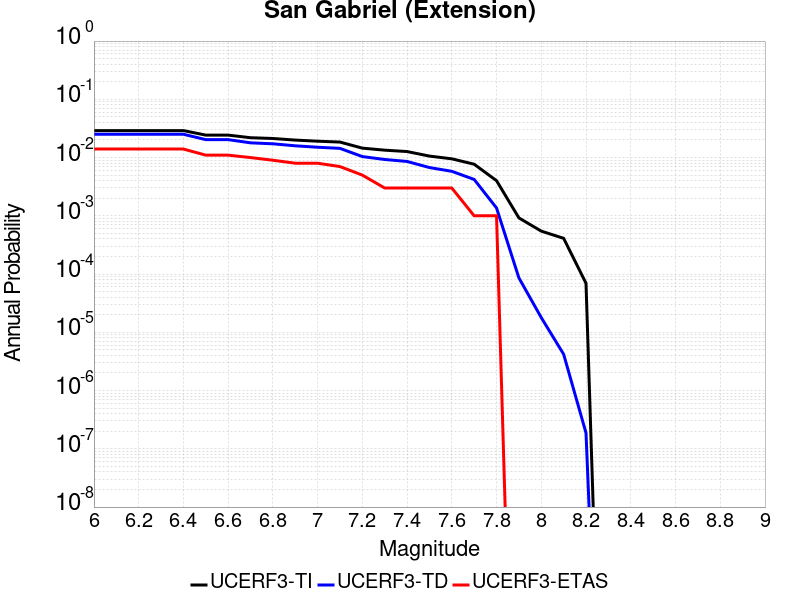 San Gabriel (Extension)
10^0
10^-1
10^-2
10^-3
10^-4
10^-5
10^-6
10^-7
10^-8
Annual Probability
6 6.2 6.4 6.6 6.8 7 7.2 7.4 7.6 7.8 8 8.2 8.4 8.6 8.8 9
Magnitude
UCERF3-TI UCERF3-TD UCERF3-ETAS